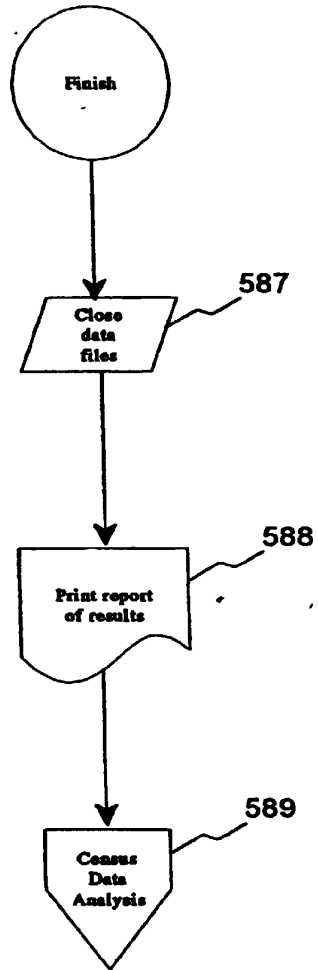 Finish
587
Close
data
files
588
Print report
of results
589
Census
Data
Analysis